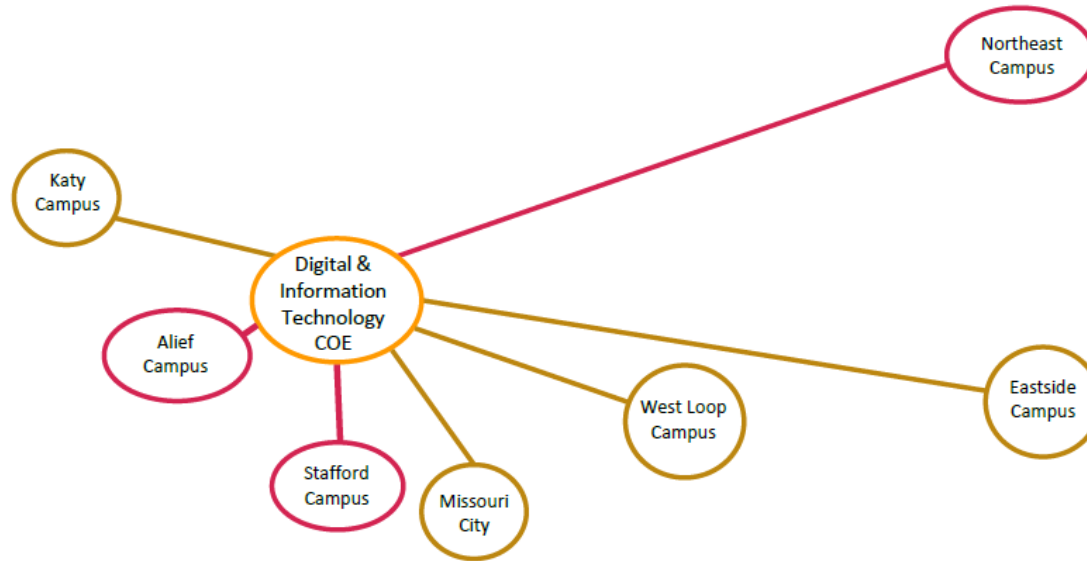 Northeast
Campus
Katy
Campus
Digital &
Information
Technology
COE
Alief
Campus
West Loop
Campus
Eastside
Campus
Stafford
Campus
Missouri
City